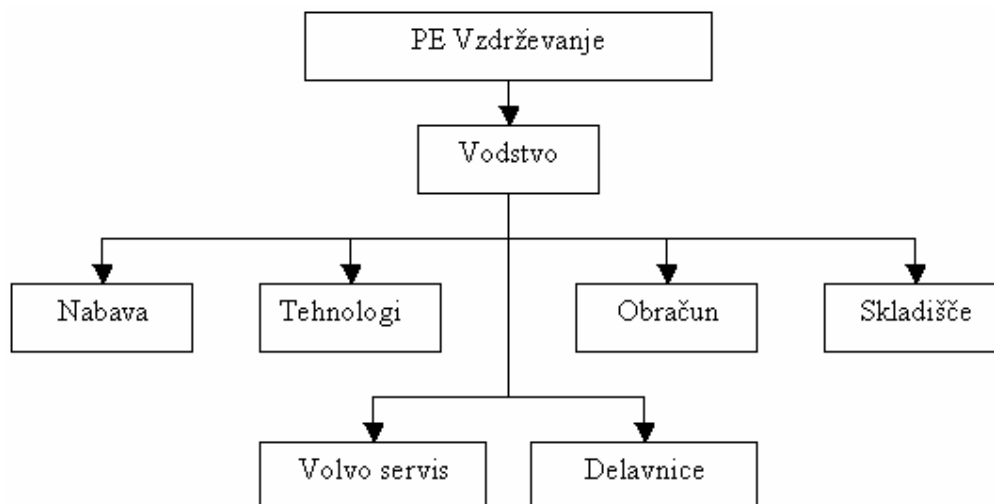 PE Vzdrževanje
Vodstvo
Nabava
Tehnologi
Obračun
Skladišče
Volvo servis
Delavnice